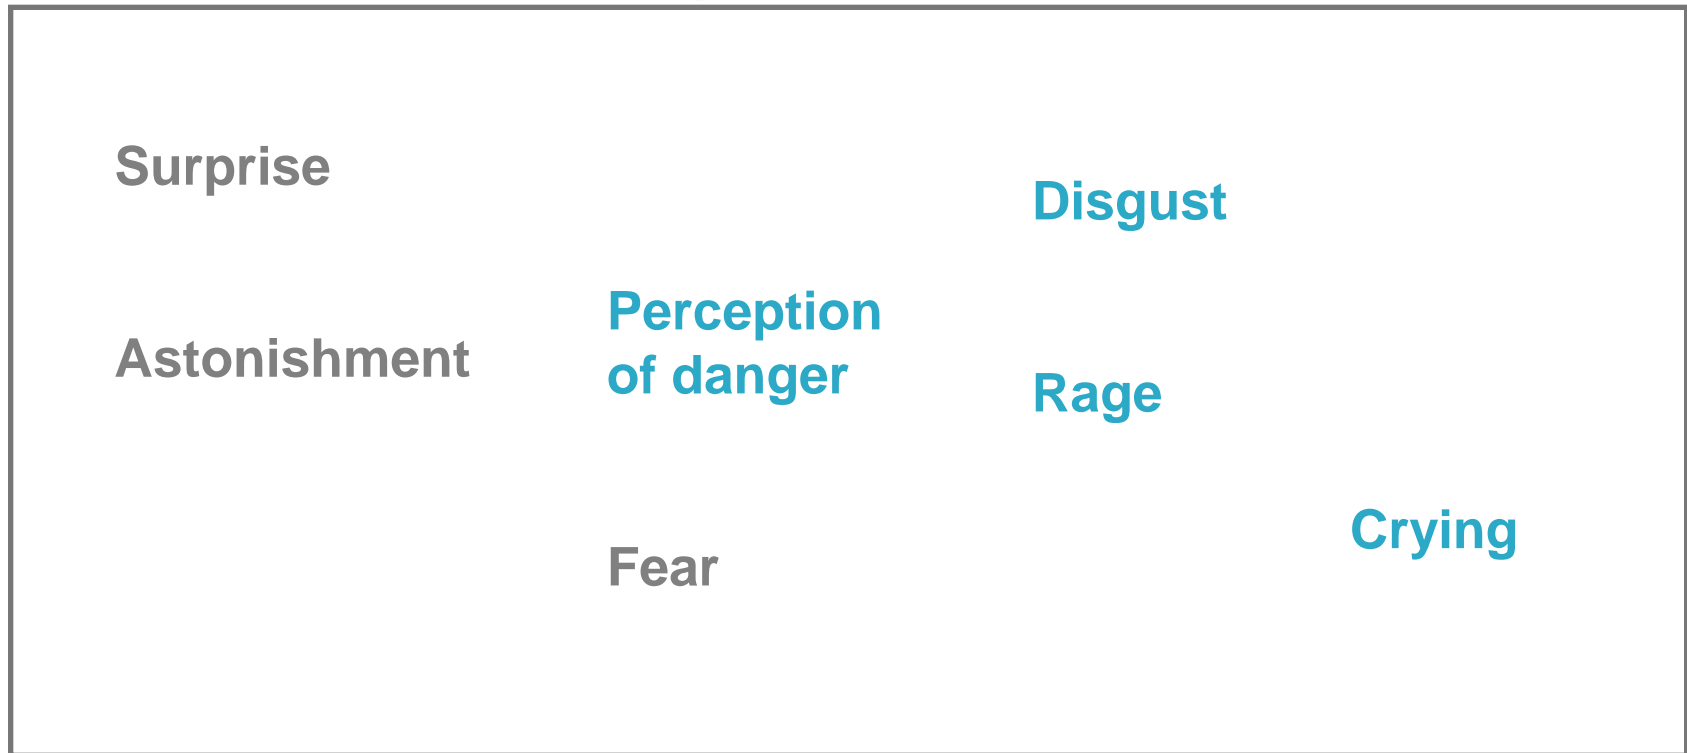 Surprise
Disgust
Perception
of danger
Astonishment
Rage
Crying
Fear